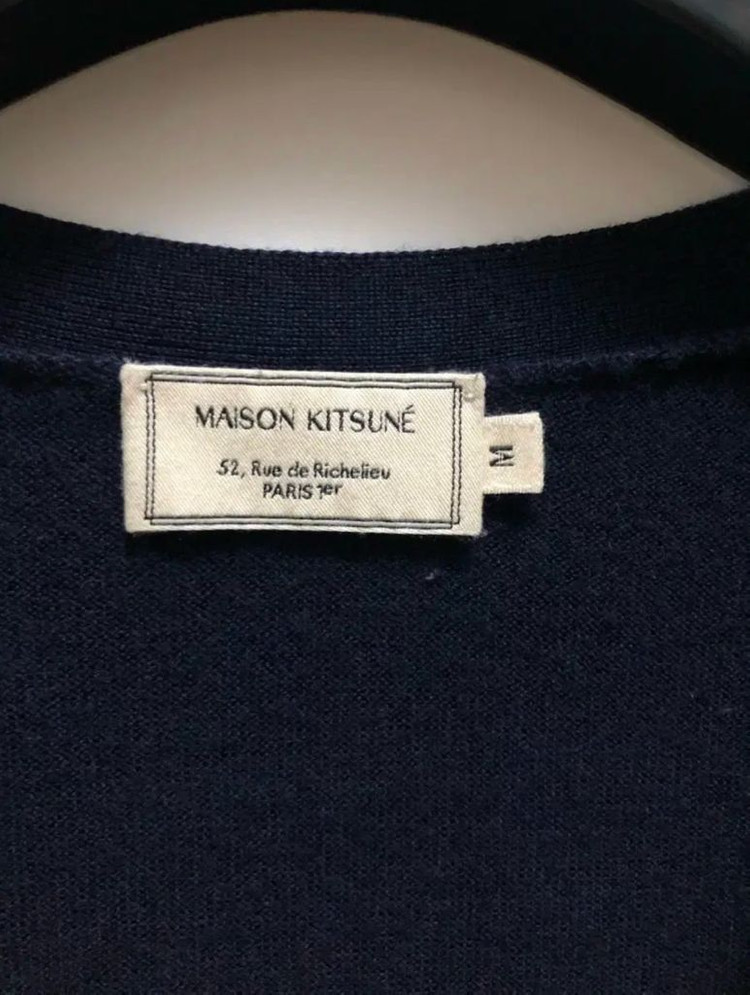 MAISON KITSUNÉ
52, Rue de Richelieu
PARIS 1er
M